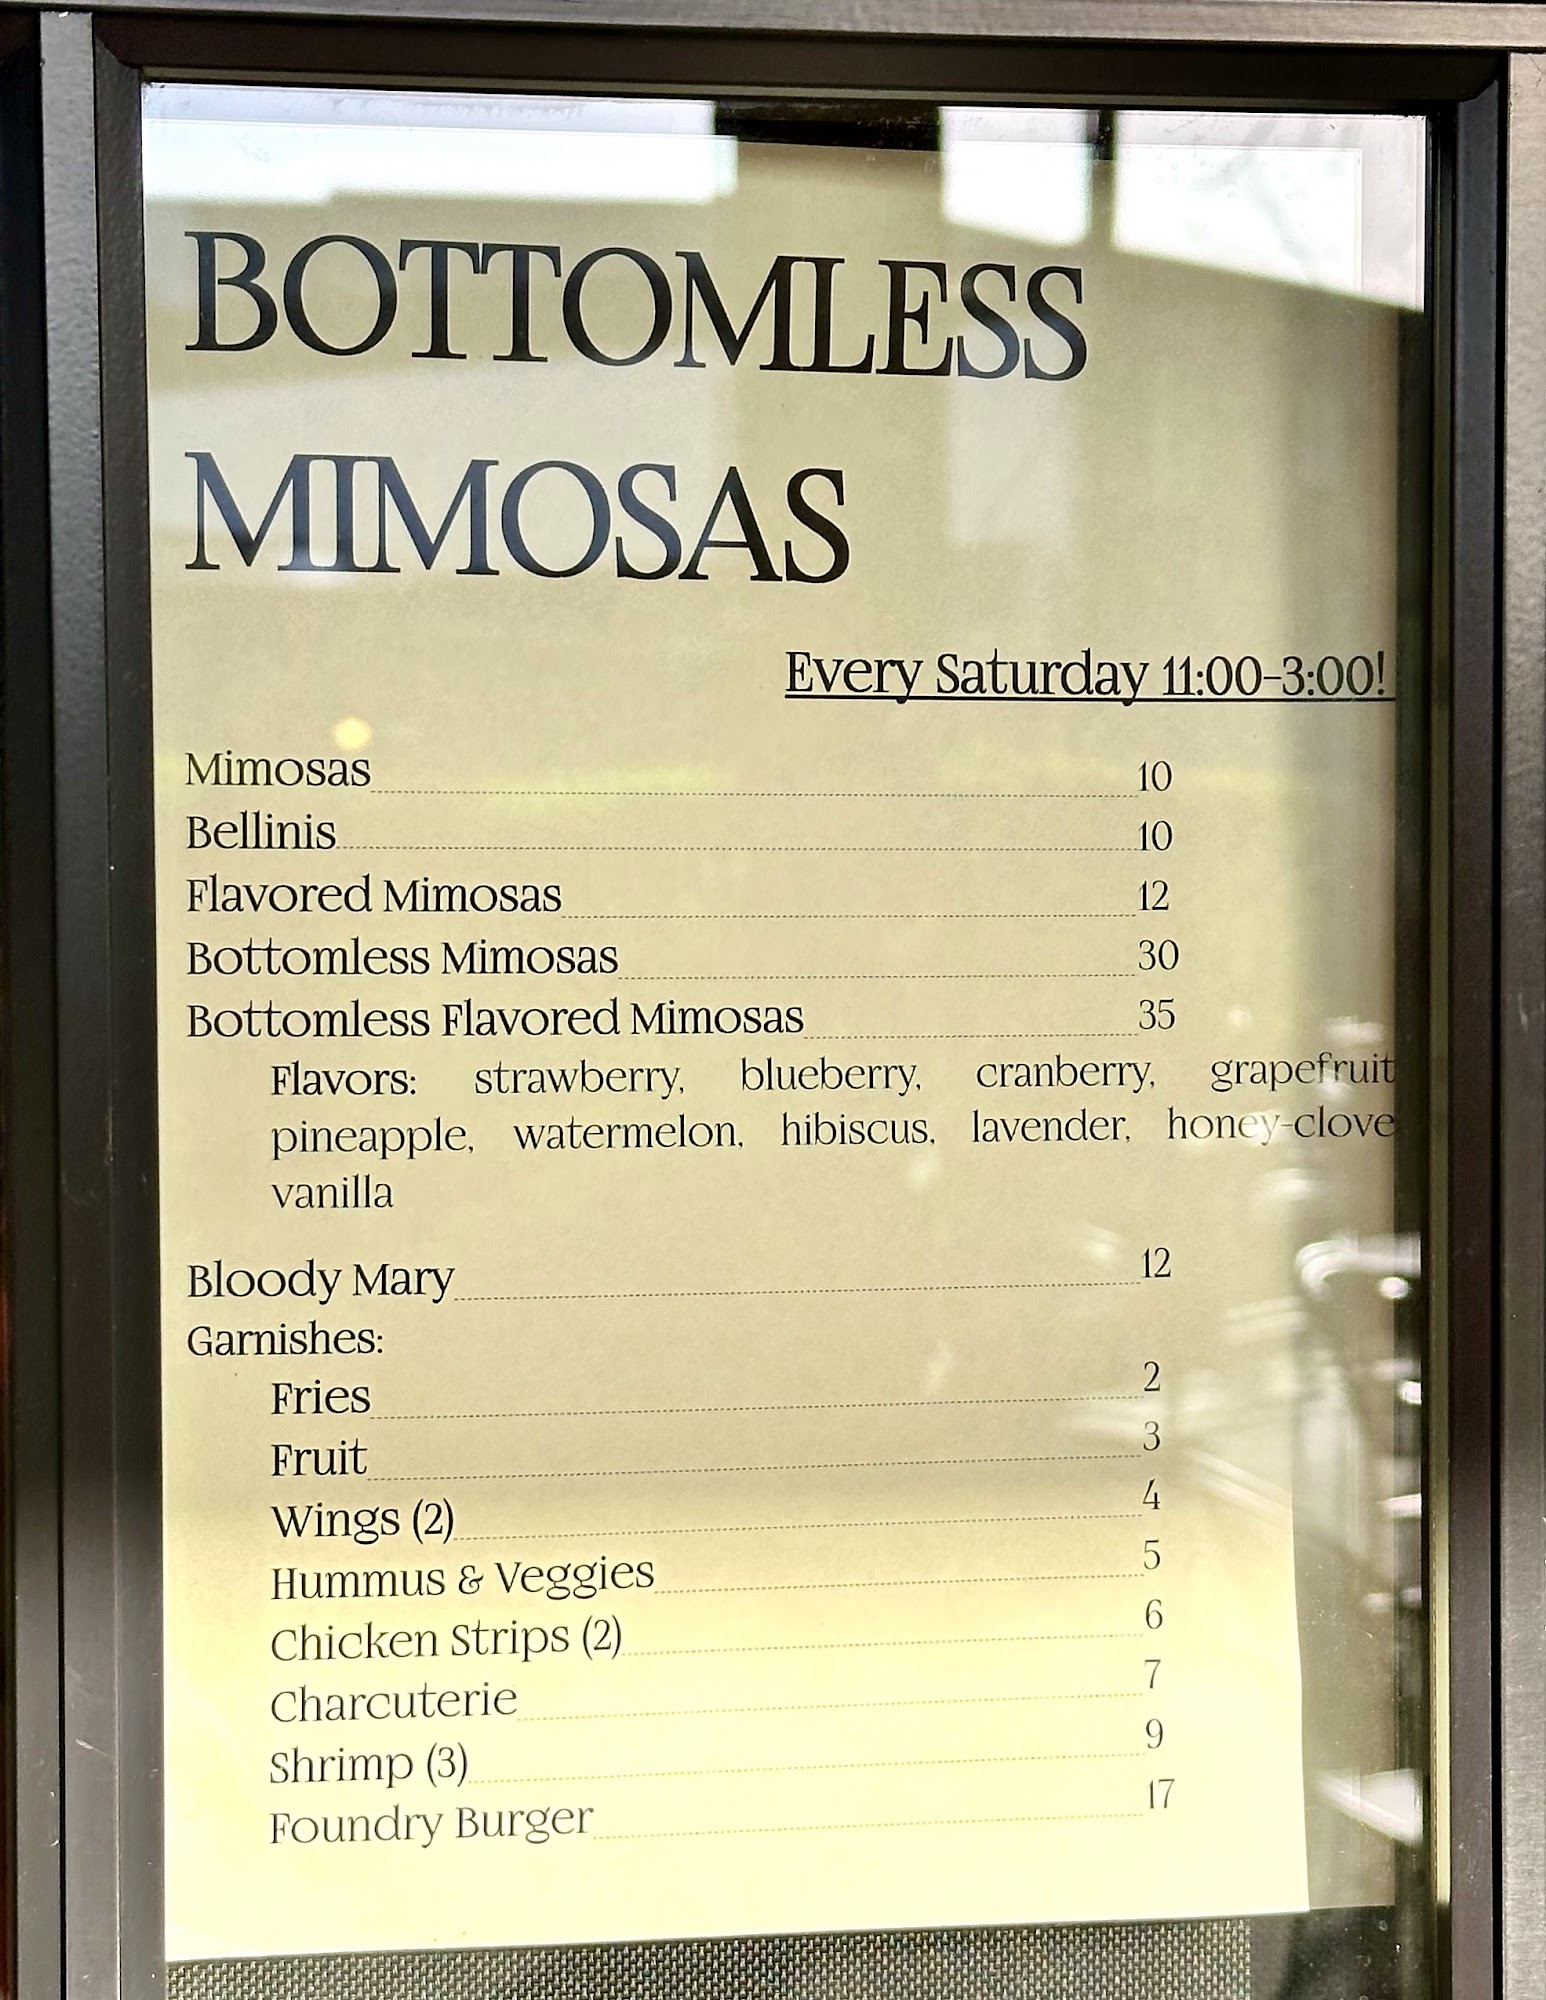 BOTTOMLESS
MIMOSAS
Every Saturday 11:00-3:00!
Mimosas 10
Bellinis 10
Flavored Mimosas 12
Bottomless Mimosas 30
Bottomless Flavored Mimosas 35
Flavors: strawberry, blueberry, cranberry, grapefruit
pineapple, watermelon, hibiscus, lavender, honey-clove
vanilla
Bloody Mary 12
Garnishes:
Fries 2
Fruit 3
Wings (2) 4
Hummus & Veggies 5
Chicken Strips (2) 6
Charcuterie 7
Shrimp (3) 9
Foundry Burger 17